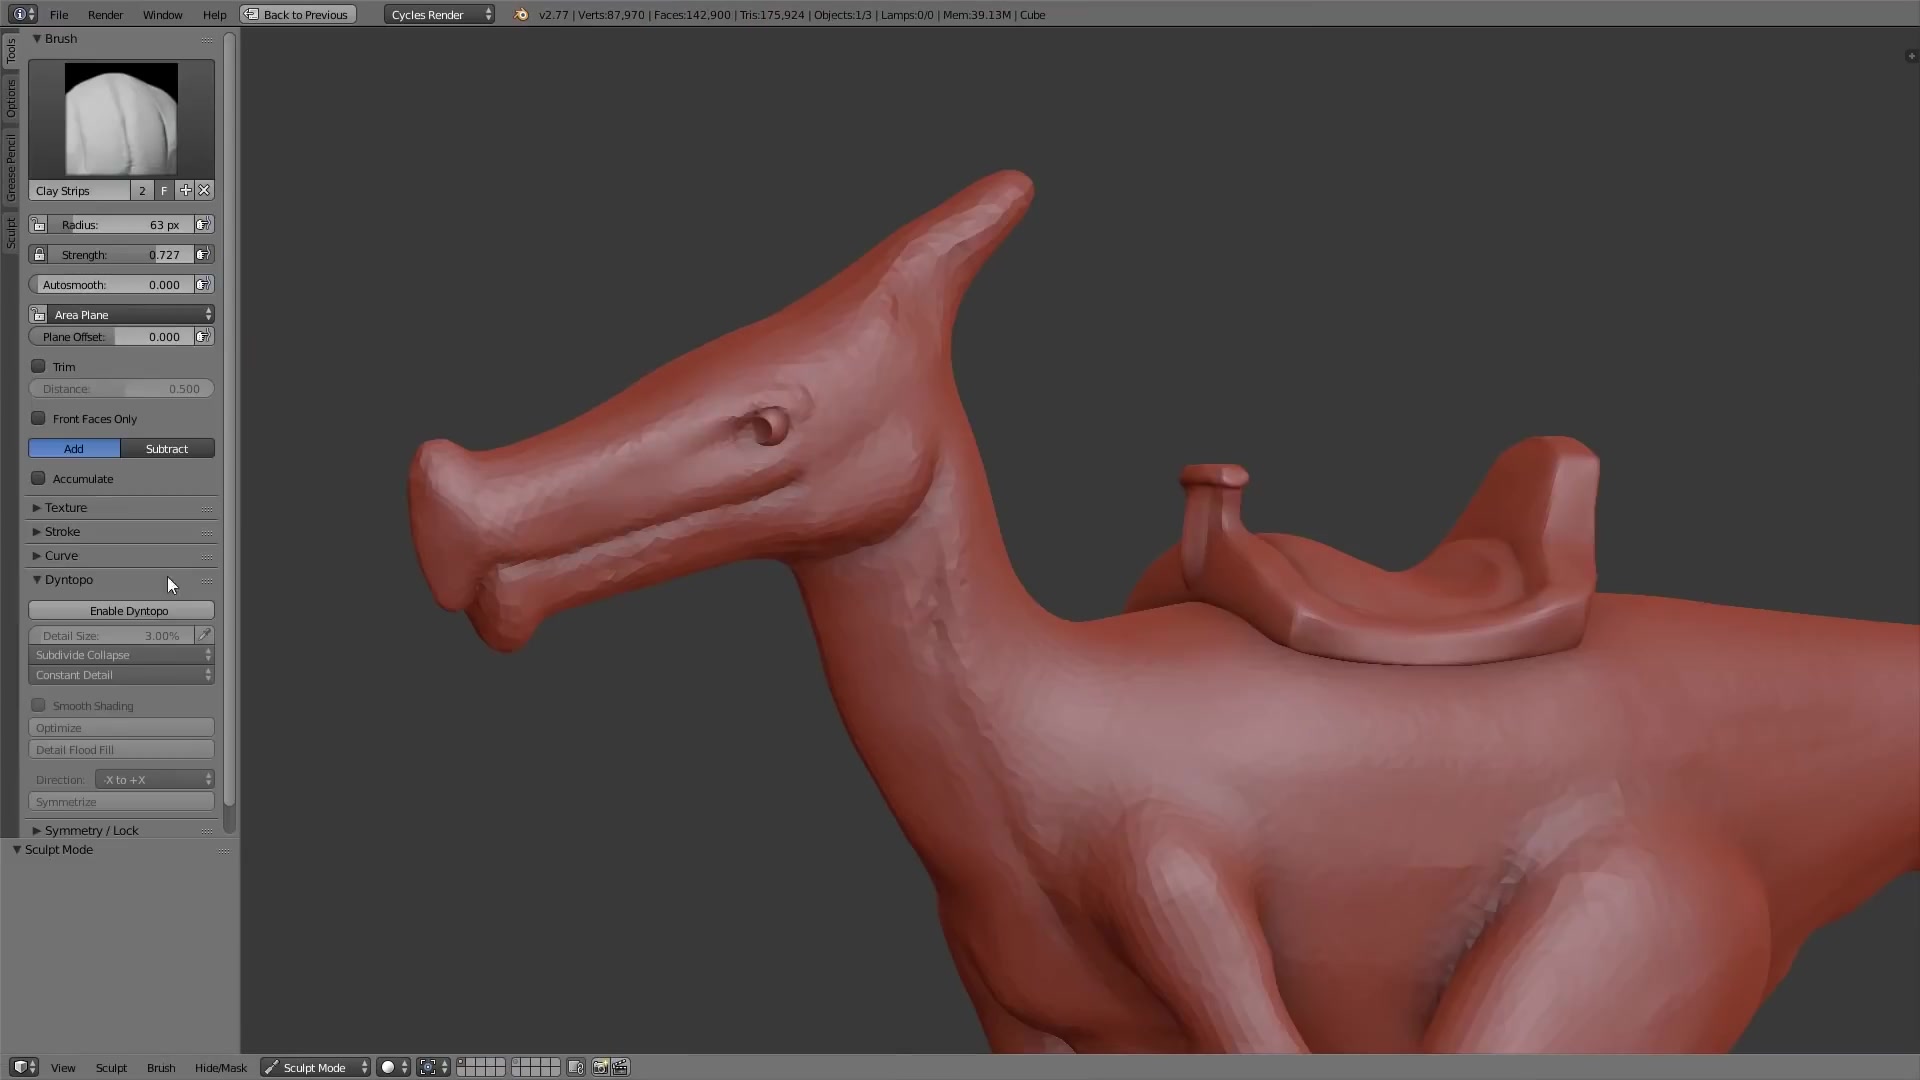 File Render Window Help Back to Previous Cycles Render v2.77 | Verts:87,970 | Faces:142,900 | Tris:175,924 | Objects:1/3 | Lamps:0/0 | Mem:39.13M | Cube
Tools
Options
Grease Pencil
Sculpt
Brush
Clay Strips 2 F
Radius: 63 px
Strength: 0.727
Autosmooth: 0.000
Area Plane
Plane Offset: 0.000
Trim
Distance: 0.500
Front Faces Only
Add Subtract
Accumulate
Texture
Stroke
Curve
Dyntopo
Enable Dyntopo
Detail Size: 3.00%
Subdivide Collapse
Constant Detail
Smooth Shading
Optimize
Detail Flood Fill
Direction: -X to +X
Symmetrize
Symmetry / Lock
Sculpt Mode
View Sculpt Brush Hide/Mask Sculpt Mode